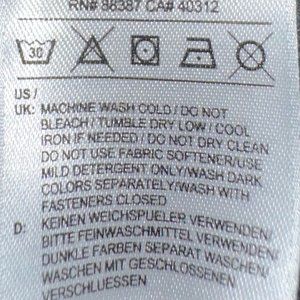 RN# 88387 CA# 40312
30
US /
UK: MACHINE WASH COLD / DO NOT
BLEACH / TUMBLE DRY LOW / COOL
IRON IF NEEDED / DO NOT DRY CLEAN
DO NOT USE FABRIC SOFTENER/USE
MILD DETERGENT ONLY/WASH DARK
COLORS SEPARATELY/WASH WITH
FASTENERS CLOSED
D: KEINEN WEICHSPUELER VERWENDEN/
BITTE FEINWASCHMITTEL VERWENDEN/
DUNKLE FARBEN SEPARAT WASCHEN/
WASCHEN MIT GESCHLOSSENEN